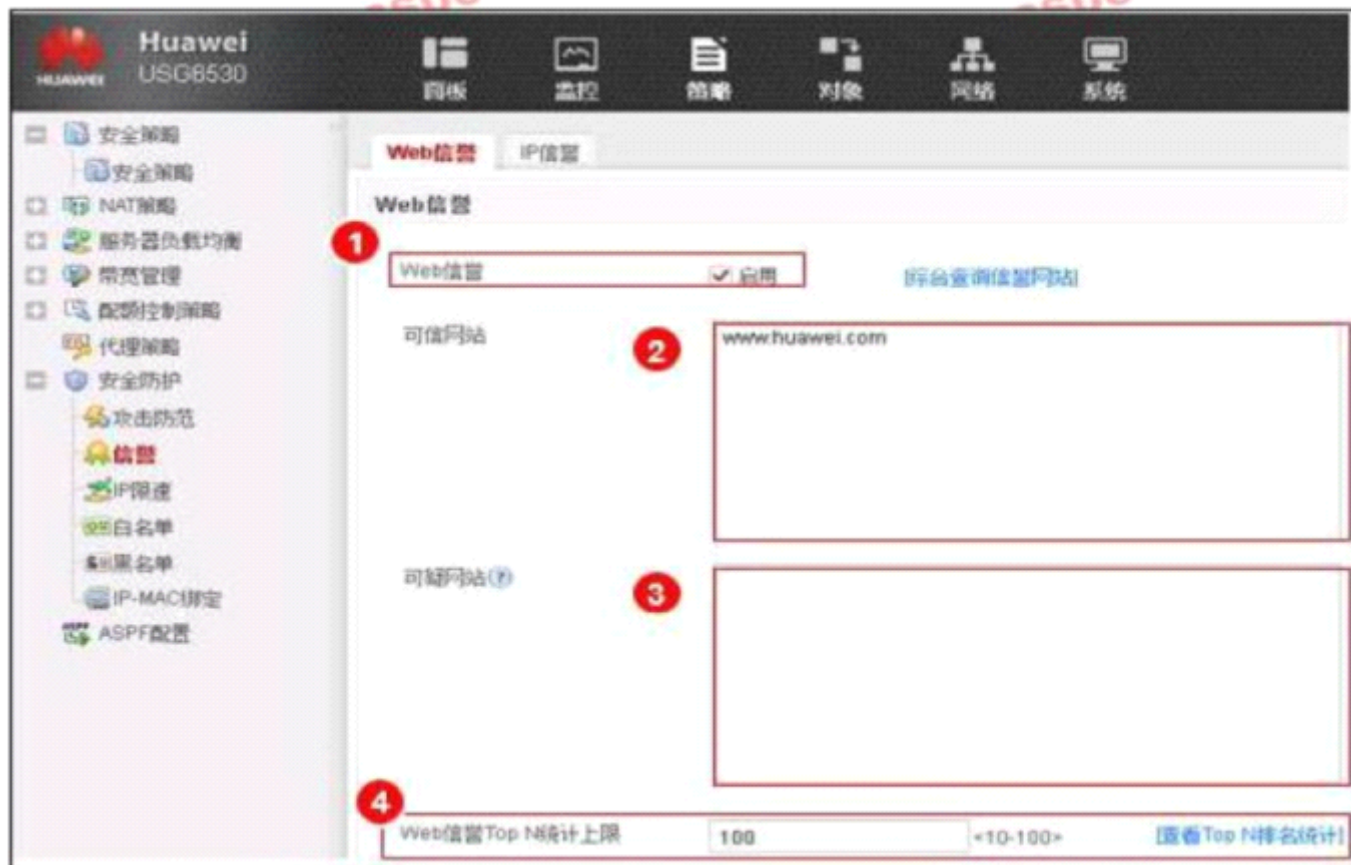 Huawei
HUAWEI
USG6530
面板
监控
策略
对象
网络
系统
安全策略
安全策略
NAT策略
服务器负载均衡
带宽管理
配额控制策略
代理策略
安全防护
攻击防范
信誉
IP限速
白名单
黑名单
IP-MAC绑定
ASPF配置
Web信誉
IP信誉
Web信誉
1
Web信誉
启用
[综合查询信誉网站]
可信网站
2
www.huawei.com
可疑网站
3
4
Web信誉Top N统计上限
100
<10-100>
[查看Top N排名统计]